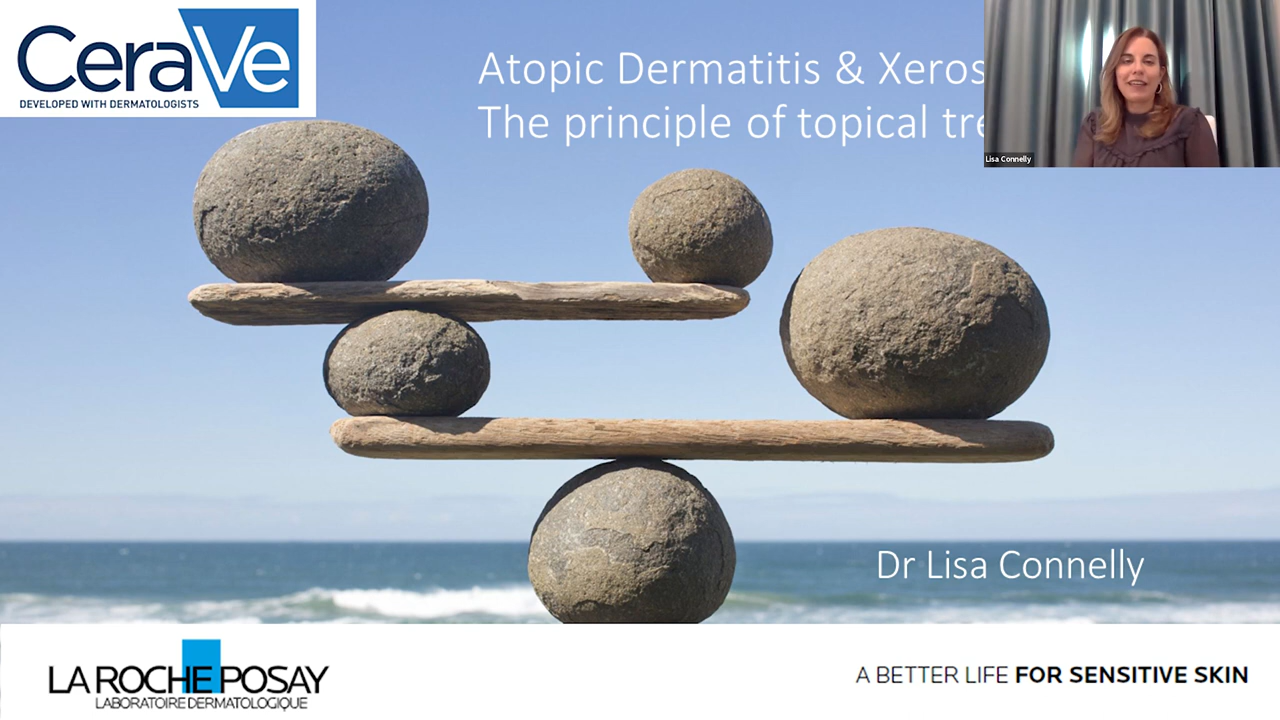 CeraVe
DEVELOPED WITH DERMATOLOGISTS
Atopic Dermatitis & Xeros
The principle of topical tre
Lisa Connelly
Dr Lisa Connelly
LA ROCHE POSAY
LABORATOIRE DERMATOLOGIQUE
A BETTER LIFE FOR SENSITIVE SKIN